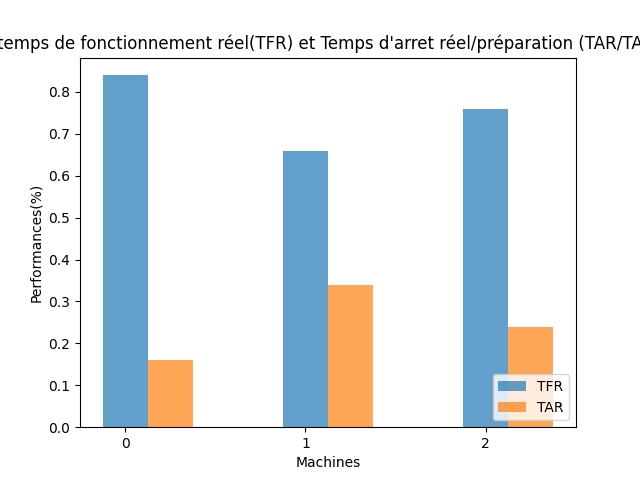 temps de fonctionnement réel(TFR) et Temps d'arret réel/préparation (TAR/TA
0.8
0.7
0.6
0.5
0.4
0.3
0.2
0.1
0.0
Performances(%)
0 1 2
Machines
TFR
TAR